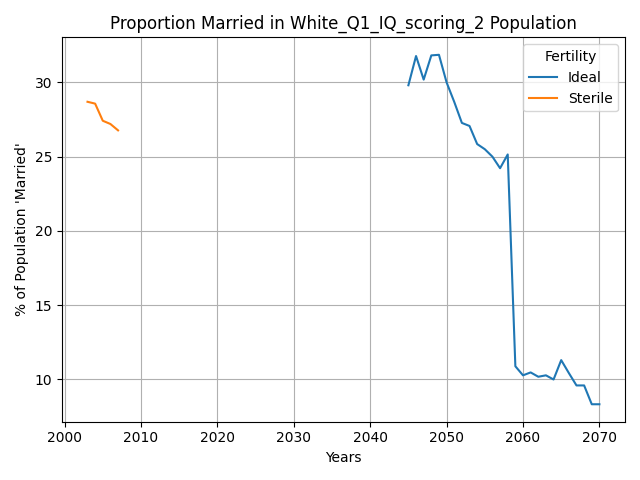 Proportion Married in White_Q1_IQ_scoring_2 Population
% of Population 'Married'
30
25
20
15
10
Fertility
Ideal
Sterile
2000 2010 2020 2030 2040 2050 2060 2070
Years